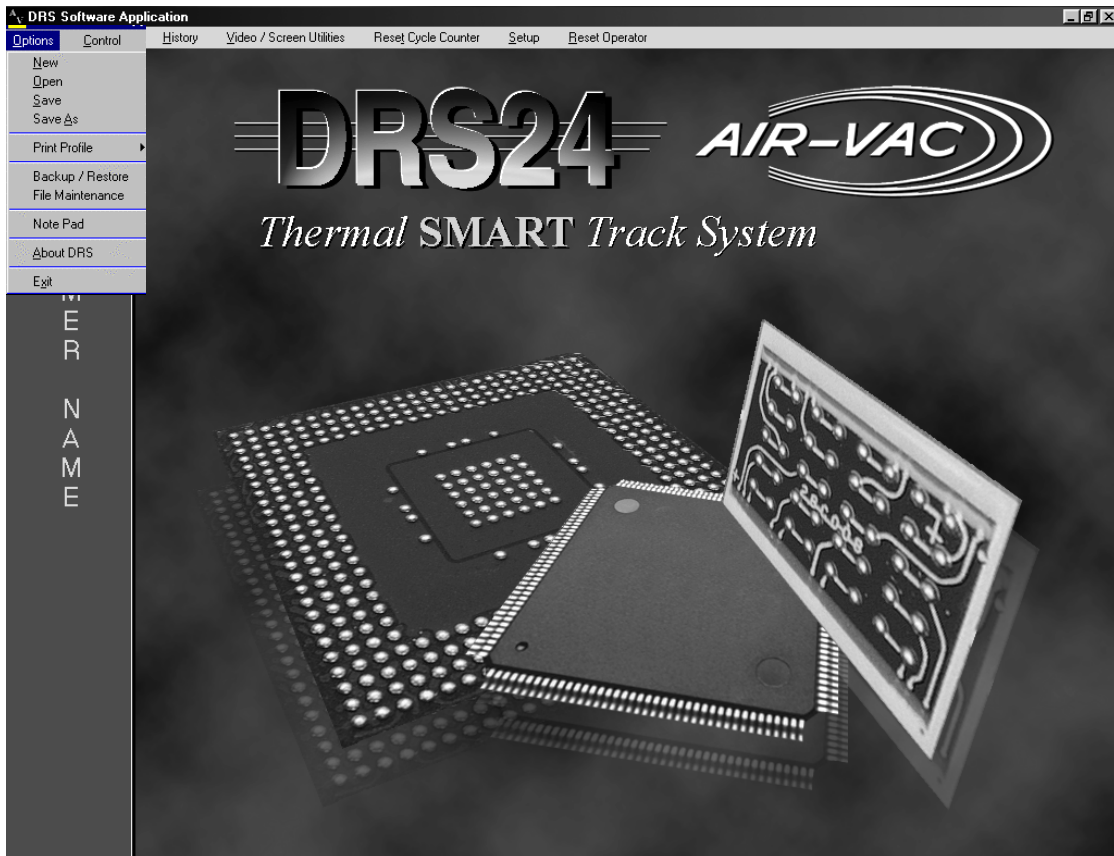 AV DRS Software Application
Options Control History Video / Screen Utilities Reset Cycle Counter Setup Reset Operator
New
Open
Save
Save As
Print Profile
Backup / Restore
File Maintenance
Note Pad
About DRS
Exit
DRS24
AIR-VAC
Thermal SMART Track System
M
E
R
N
A
M
E